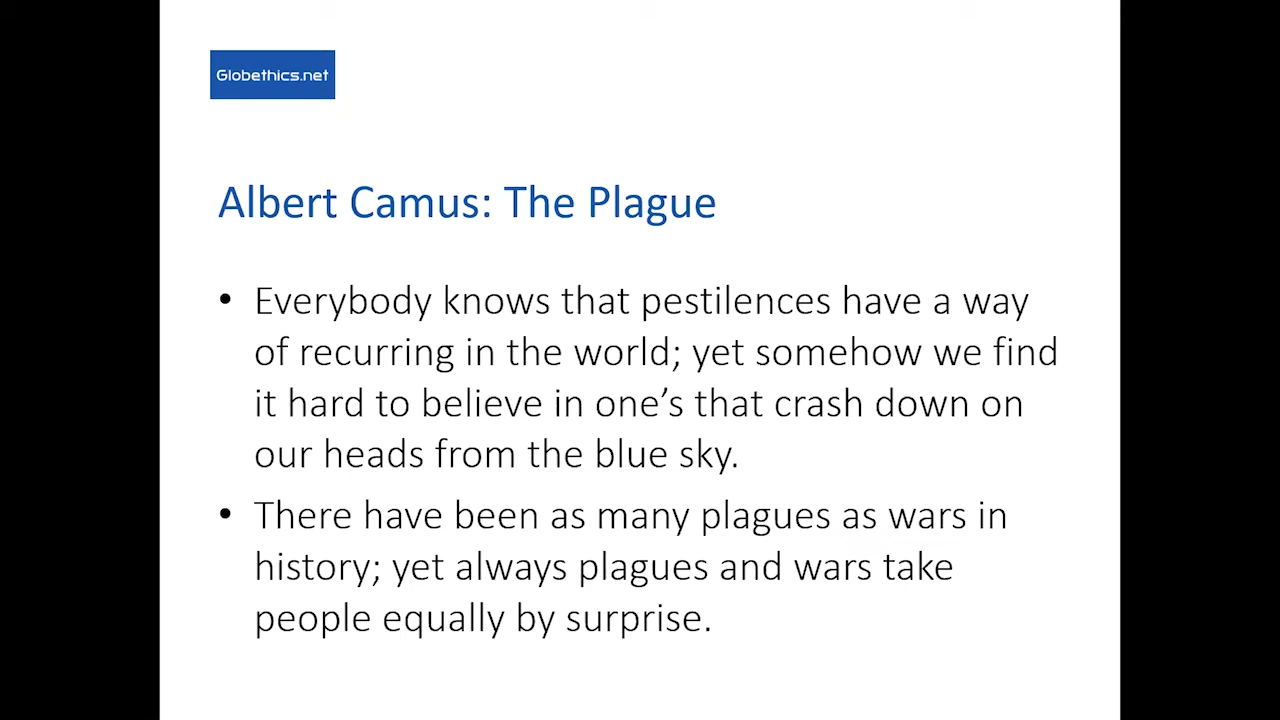 Globethics.net
Albert Camus: The Plague
• Everybody knows that pestilences have a way
of recurring in the world; yet somehow we find
it hard to believe in one’s that crash down on
our heads from the blue sky.
• There have been as many plagues as wars in
history; yet always plagues and wars take
people equally by surprise.